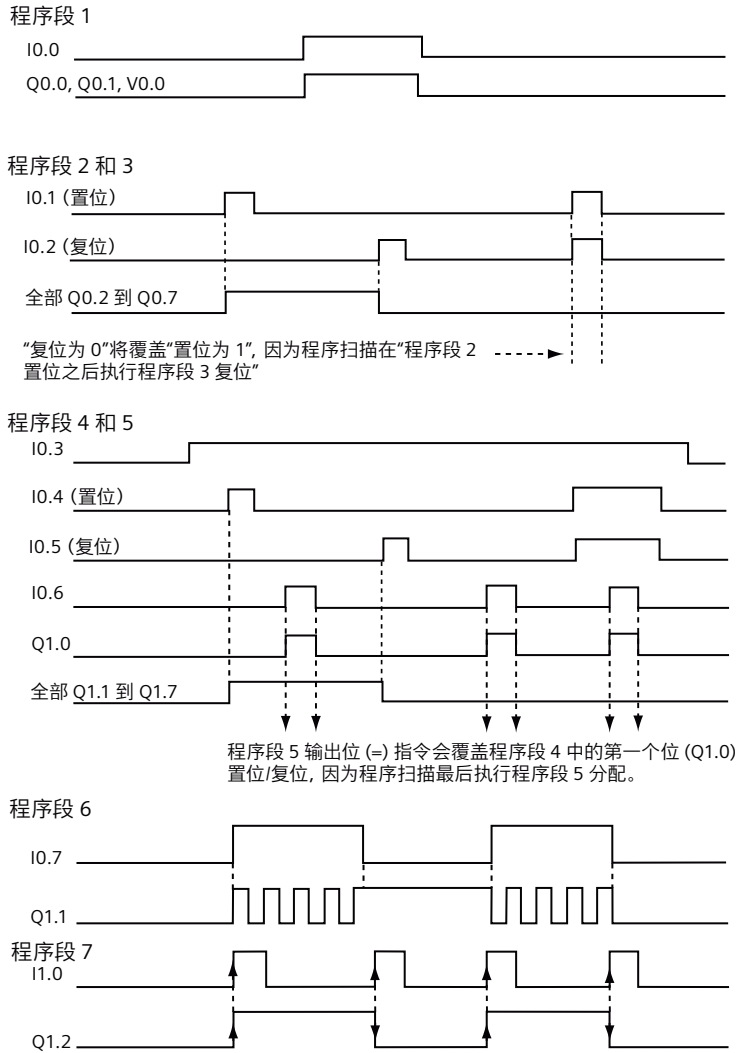 程序段 1
I0.0
Q0.0, Q0.1, V0.0
程序段 2 和 3
I0.1 (置位)
I0.2 (复位)
全部 Q0.2 到 Q0.7
“复位为 0”将覆盖“置位为 1”, 因为程序扫描在“程序段 2
置位之后执行程序段 3 复位”
程序段 4 和 5
I0.3
I0.4 (置位)
I0.5 (复位)
I0.6
Q1.0
全部 Q1.1 到 Q1.7
程序段 5 输出位 (=) 指令会覆盖程序段 4 中的第一个位 (Q1.0)
置位/复位, 因为程序扫描最后执行程序段 5 分配。
程序段 6
I0.7
Q1.1
程序段 7
I1.0
Q1.2